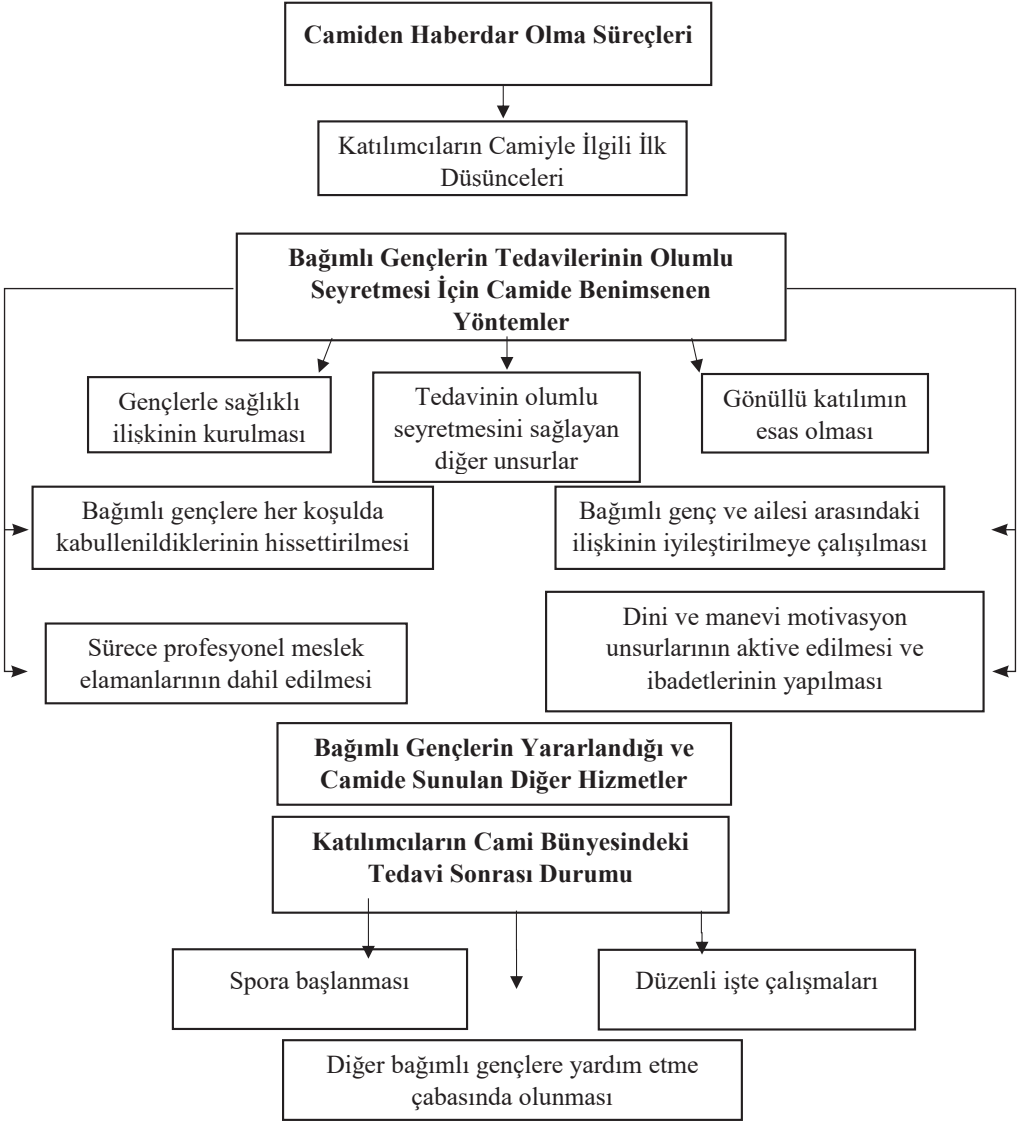 Camiden Haberdar Olma Süreçleri
Katılımcıların Camiyle İlgili İlk
Düsünceleri
Bağımlı Gençlerin Tedavilerinin Olumlu
Seyretmesi İçin Camide Benimsenen
Yöntemler
Gençlerle sağlıklı
ilişkinin kurulması
Tedavinin olumlu
seyretmesini sağlayan
diğer unsurlar
Gönüllü katılımın
esas olması
Bağımlı gençlere her koşulda
kabullenildiklerinin hissettirilmesi
Bağımlı genç ve ailesi arasındaki
ilişkinin iyileştirilmeye çalışılması
Sürece profesyonel meslek
elamanlarının dahil edilmesi
Dini ve manevi motivasyon
unsurlarının aktive edilmesi ve
ibadetlerinin yapılması
Bağımlı Gençlerin Yararlandığı ve
Camide Sunulan Diğer Hizmetler
Katılımcıların Cami Bünyesindeki
Tedavi Sonrası Durumu
Spora başlanması
Düzenli işte çalışmaları
Diğer bağımlı gençlere yardım etme
çabasında olunması